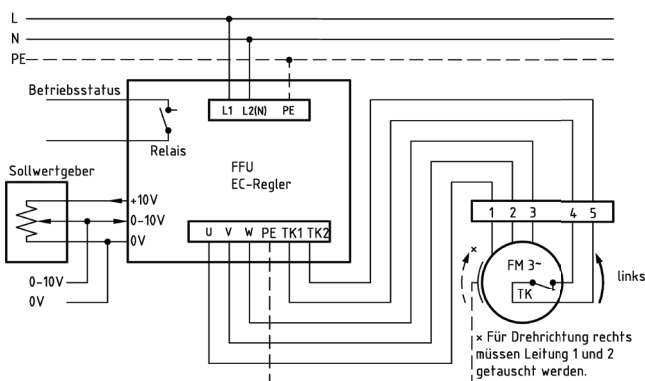 L
N
PE
Betriebsstatus
L1 L2(N) PE
Relais
FFU
EC-Regler
Sollwertgeber
+10V
0-10V
0V
U V W PE TK1 TK2
1 2 3 4 5
0-10V
0V
×
FM 3~
TK
links
× Für Drehrichtung rechts
müssen Leitung 1 und 2
getauscht werden.